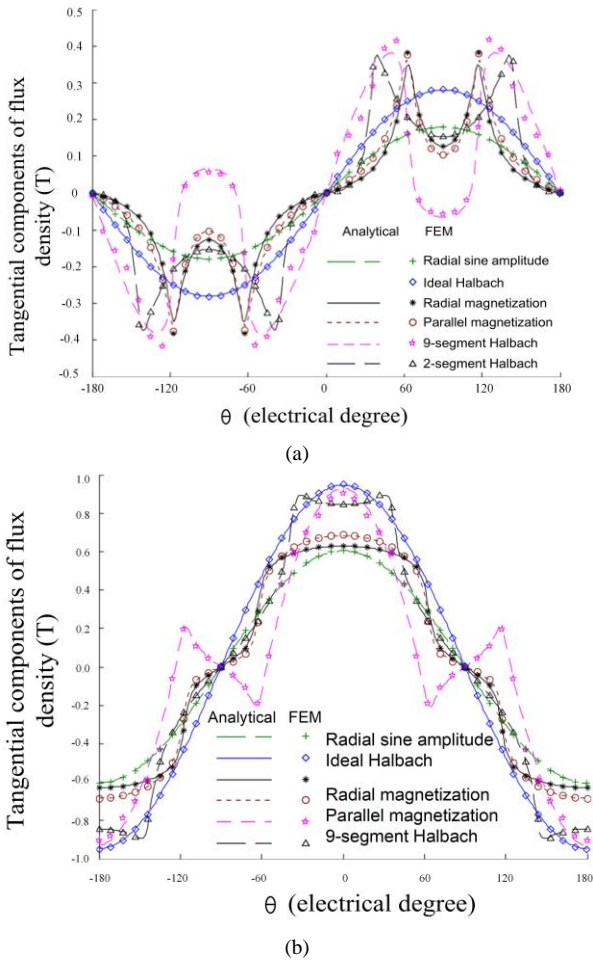 Tangential components of flux
density (T)
0.5
0.4
0.3
0.2
0.1
0
-0.1
-0.2
-0.3
-0.4
-0.5
-180
-120
-60
0
60
120
180
θ (electrical degree)
Analytical FEM
Radial sine amplitude
Ideal Halbach
Radial magnetization
Parallel magnetization
9-segment Halbach
2-segment Halbach
(a)
Tangential components of flux
density (T)
1.0
0.8
0.6
0.4
0.2
0.0
-0.2
-0.4
-0.6
-0.8
-1.0
-180
-120
-60
0
60
120
180
θ (electrical degree)
Analytical FEM
Radial sine amplitude
Ideal Halbach
Radial magnetization
Parallel magnetization
9-segment Halbach
(b)